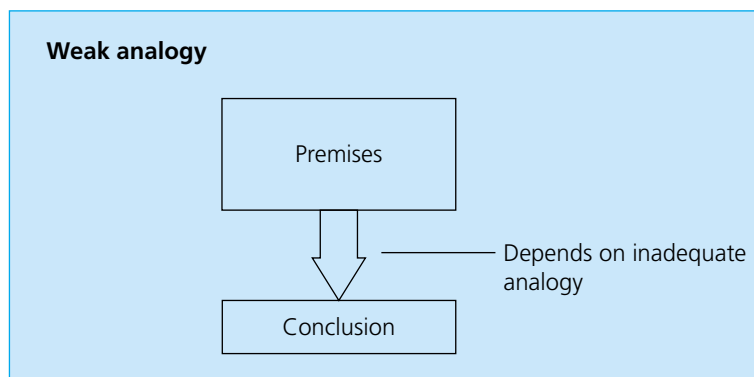 Weak analogy
Premises
Depends on inadequate
analogy
Conclusion